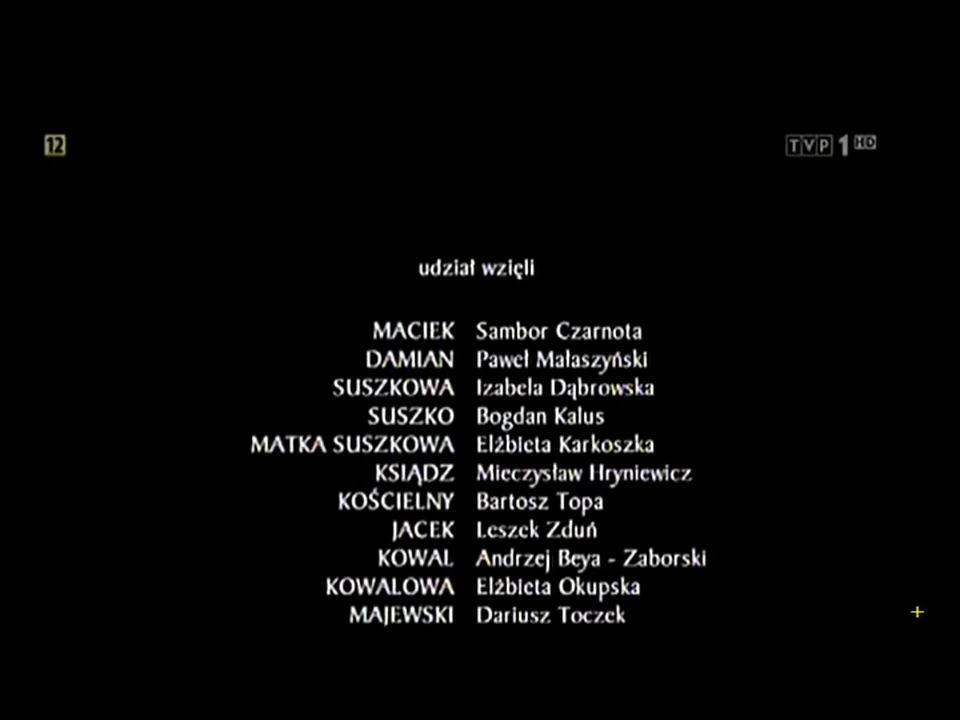 12
TVP 1 HD
udział wzięli
MACIEK Sambor Czarnota
DAMIAN Paweł Małaszyński
SUSZKOWA Izabela Dąbrowska
SUSZKO Bogdan Kalus
MATKA SUSZKOWA Elżbieta Karkoszka
KSIĄDZ Mieczysław Hryniewicz
KOŚCIELNY Bartosz Topa
JACEK Leszek Zduń
KOWAL Andrzej Beya - Zaborski
KOWALOWA Elżbieta Okupska
MAJEWSKI Dariusz Toczek
+